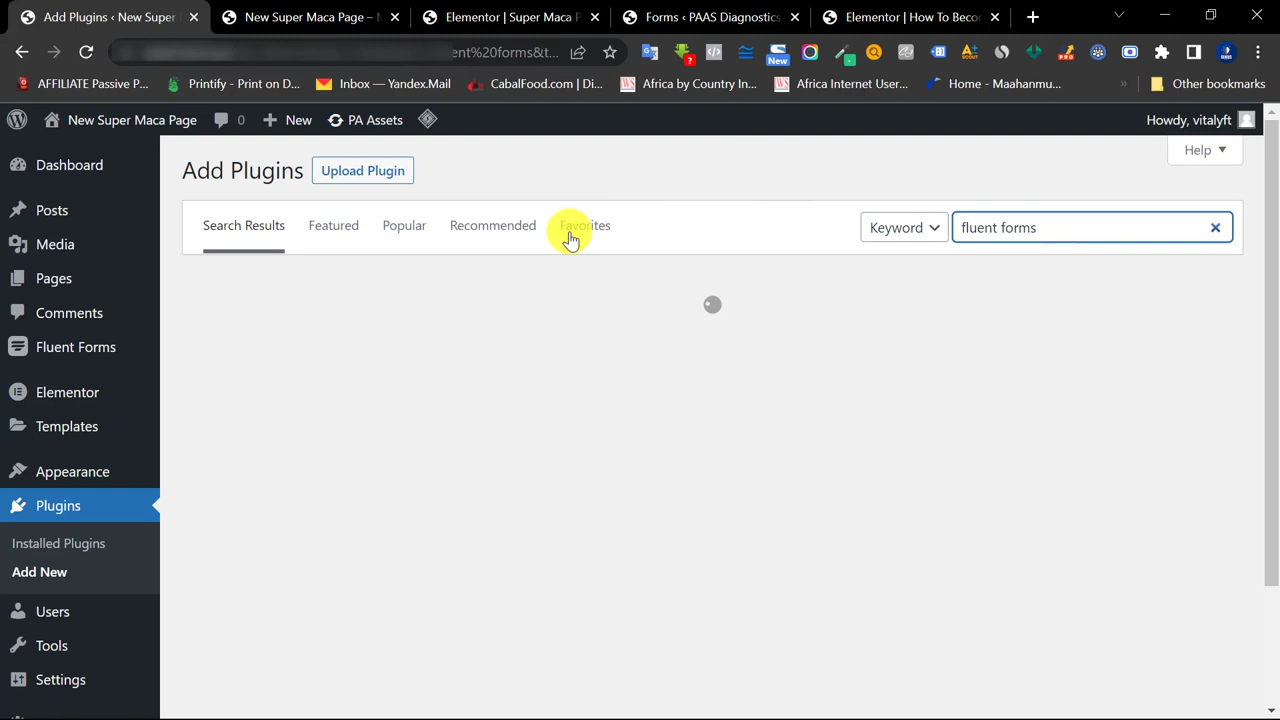 Add Plugins ‹ New Super
New Super Maca Page –
Elementor | Super Maca P
Forms ‹ PAAS Diagnostics
Elementor | How To Becor
ent%20forms&t...
New
PRO
AFFILIATE Passive P...
Printify - Print on D...
Inbox — Yandex.Mail
CabalFood.com | Di...
Africa by Country In...
Africa Internet User...
Home - Maahanmu...
»
Other bookmarks
New Super Maca Page
0
New
PA Assets
Howdy, vitalyft
Dashboard
Posts
Media
Pages
Comments
Fluent Forms
Elementor
Templates
Appearance
Plugins
Installed Plugins
Add New
Users
Tools
Settings
Help
Add Plugins
Upload Plugin
Search Results
Featured
Popular
Recommended
Favorites
Keyword
fluent forms